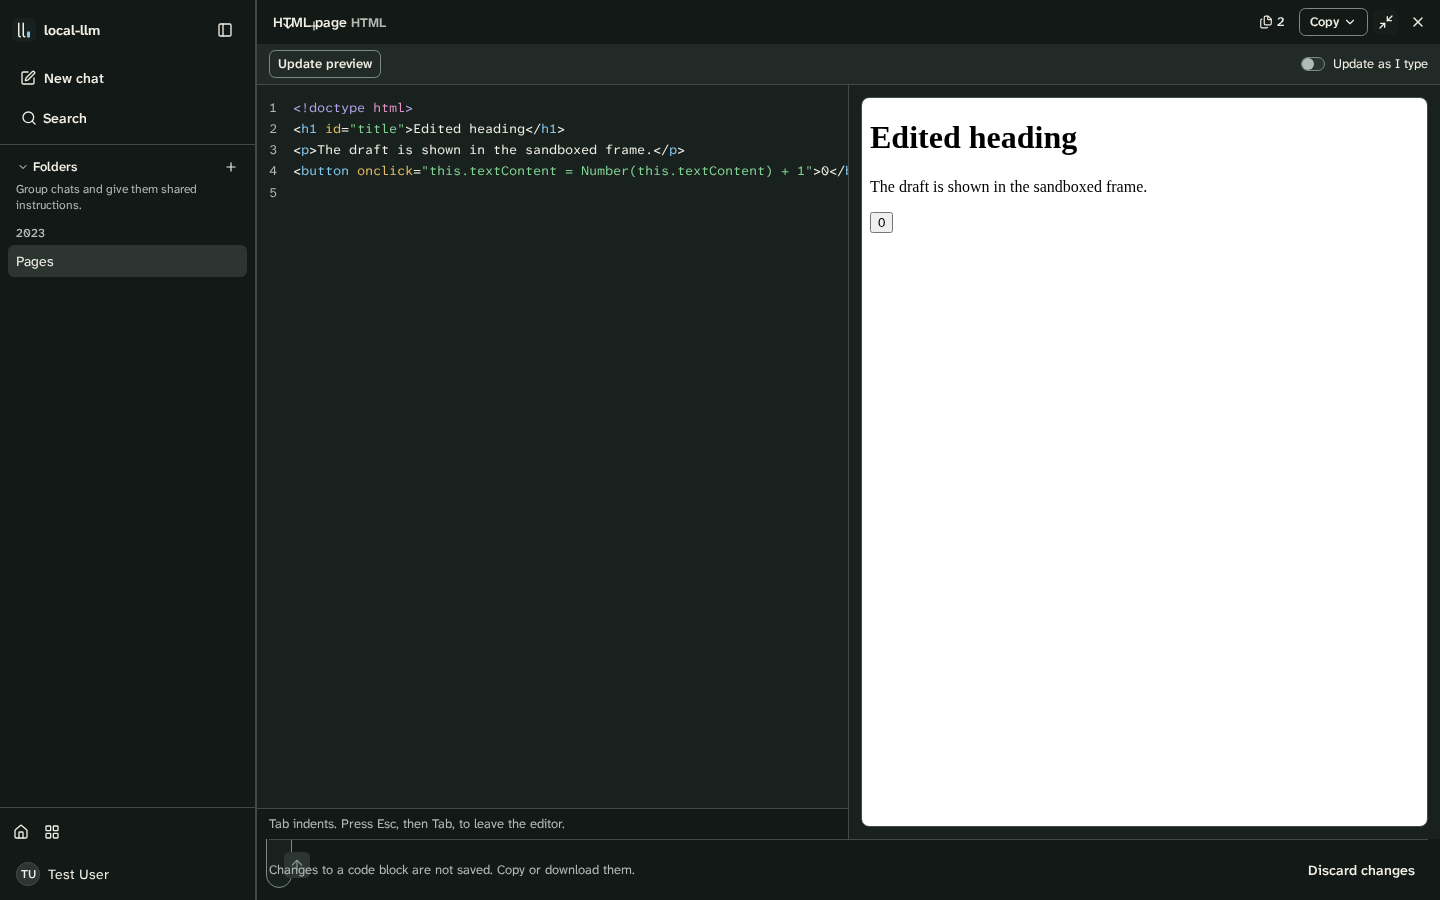 local-llm
New chat
Search
Folders
Group chats and give them shared
instructions.
2023
Pages
TU Test User
HTML page HTML
2
Copy
Update preview
Update as I type
1 <!doctype html>
2 <h1 id="title">Edited heading</h1>
3 <p>The draft is shown in the sandboxed frame.</p>
4 <button onclick="this.textContent = Number(this.textContent) + 1">0</b
5
Tab indents. Press Esc, then Tab, to leave the editor.
Edited heading
The draft is shown in the sandboxed frame.
0
Changes to a code block are not saved. Copy or download them.
Discard changes